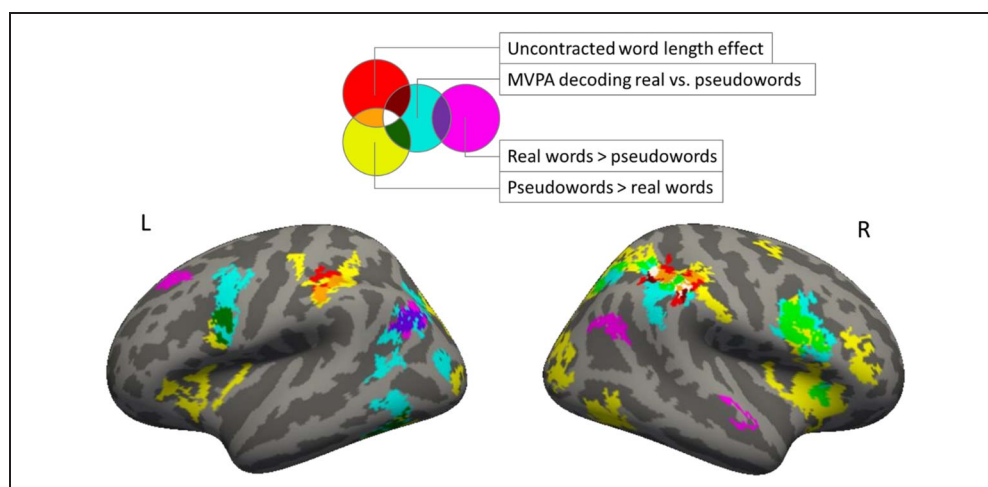 Uncontracted word length effect
MVPA decoding real vs. pseudowords
Real words > pseudowords
Pseudowords > real words
L
R